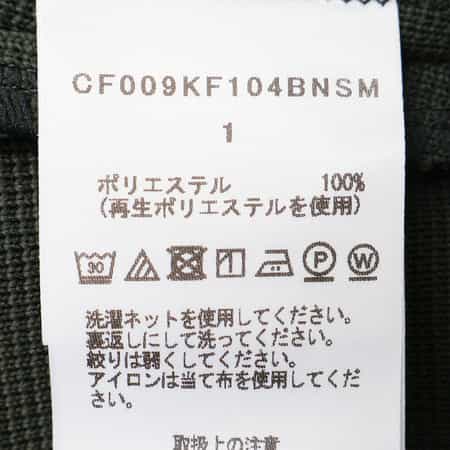 CF009KF104BNSM
1
ポリエステル 100%
(再生ポリエステルを使用)
30 P W
洗濯ネットを使用してください。
裏返しにして洗ってください。
絞りは弱くしてください。
アイロンは当て布を使用してくだ
さい。
取扱上の注意